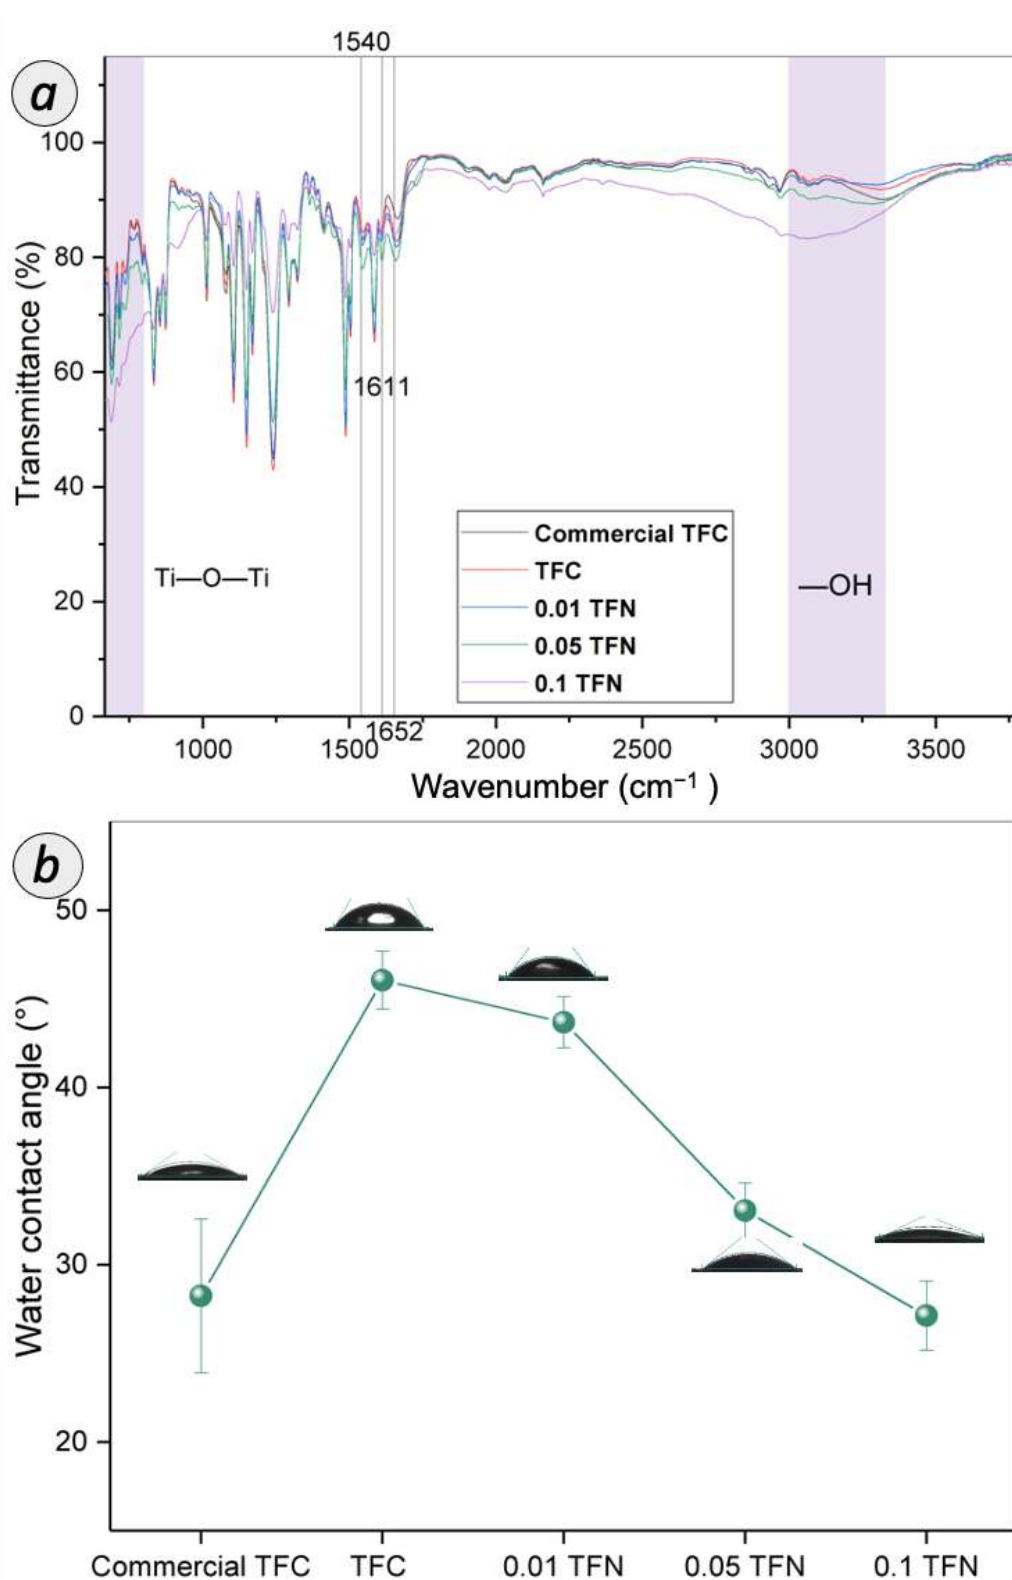 a
1540
100
80
60
40
20
0
Transmittance (%)
1611
Ti—O—Ti
Commercial TFC
TFC
0.01 TFN
0.05 TFN
0.1 TFN
—OH
1652
1000 1500 2000 2500 3000 3500
Wavenumber (cm⁻¹ )
b
50
40
30
20
Water contact angle (°)
Commercial TFC TFC 0.01 TFN 0.05 TFN 0.1 TFN